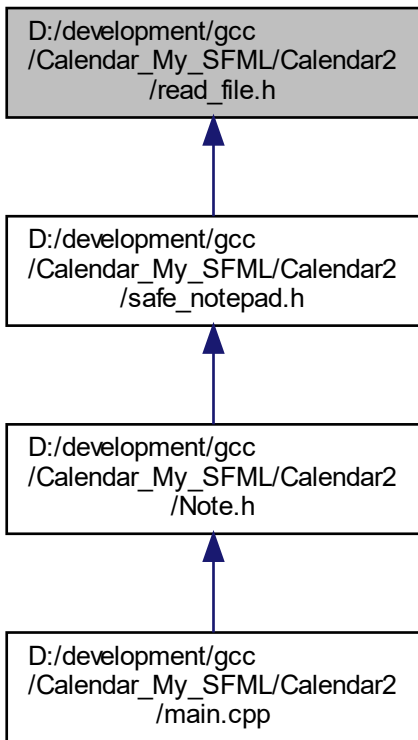 D:/development/gcc
/Calendar_My_SFML/Calendar2
/read_file.h
D:/development/gcc
/Calendar_My_SFML/Calendar2
/safe_notepad.h
D:/development/gcc
/Calendar_My_SFML/Calendar2
/Note.h
D:/development/gcc
/Calendar_My_SFML/Calendar2
/main.cpp